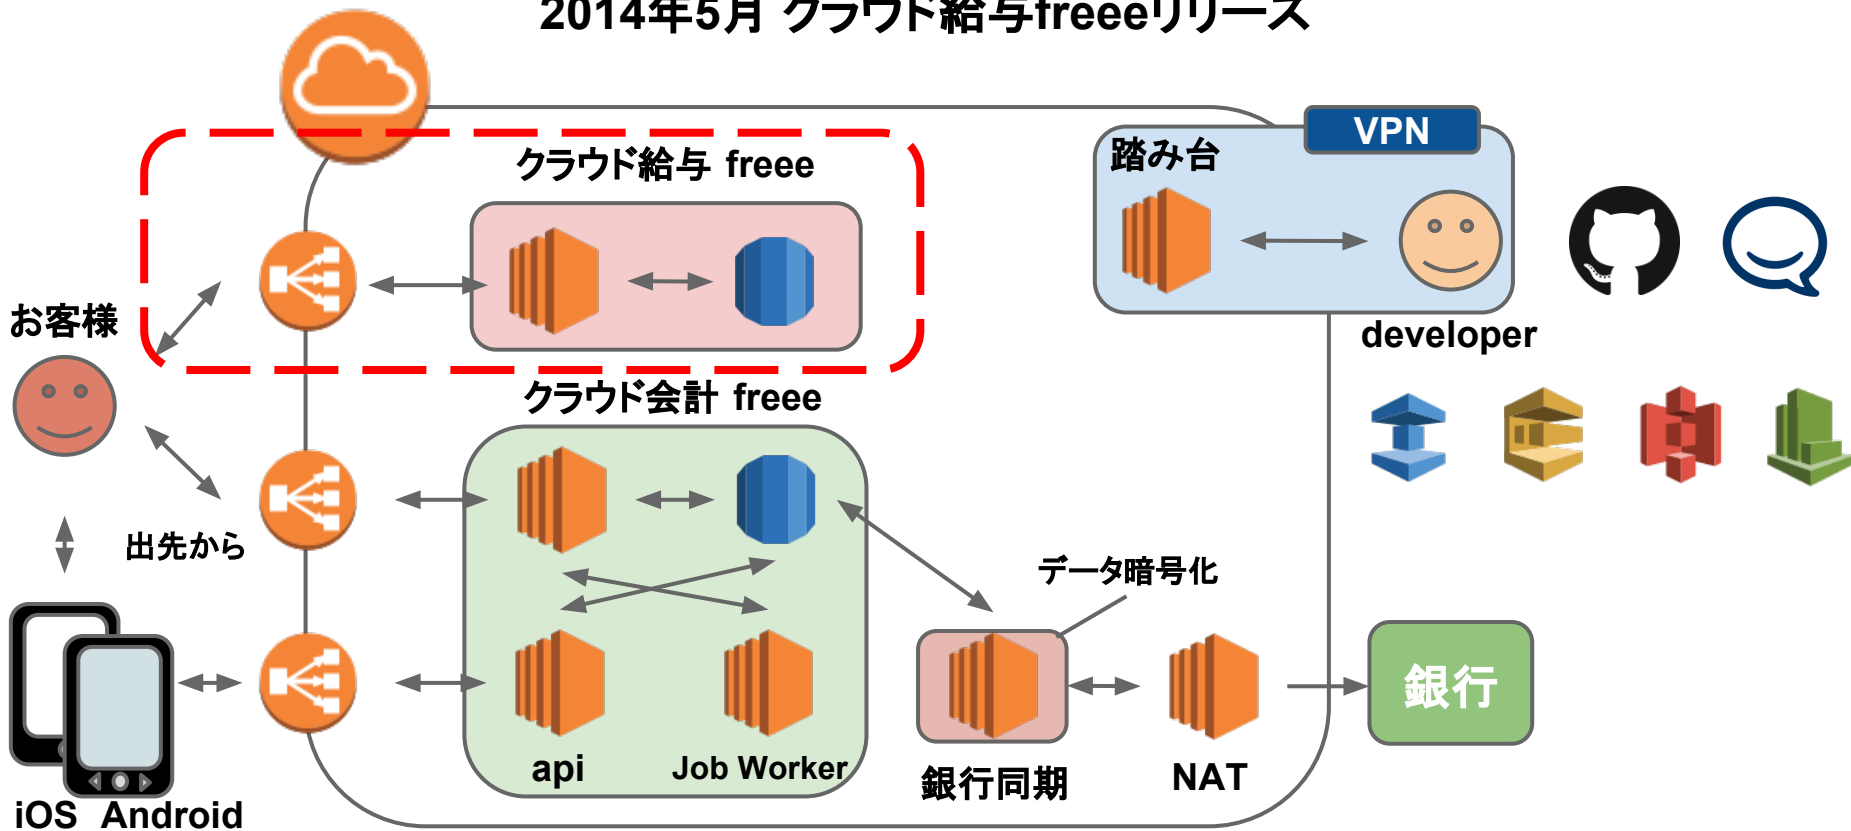 2014年5月 クラウド給与freeeリリース
VPN
踏み台
クラウド給与 freee
お客様
developer
クラウド会計 freee
出先から
データ暗号化
銀行
api
Job Worker
銀行同期
NAT
iOS Android